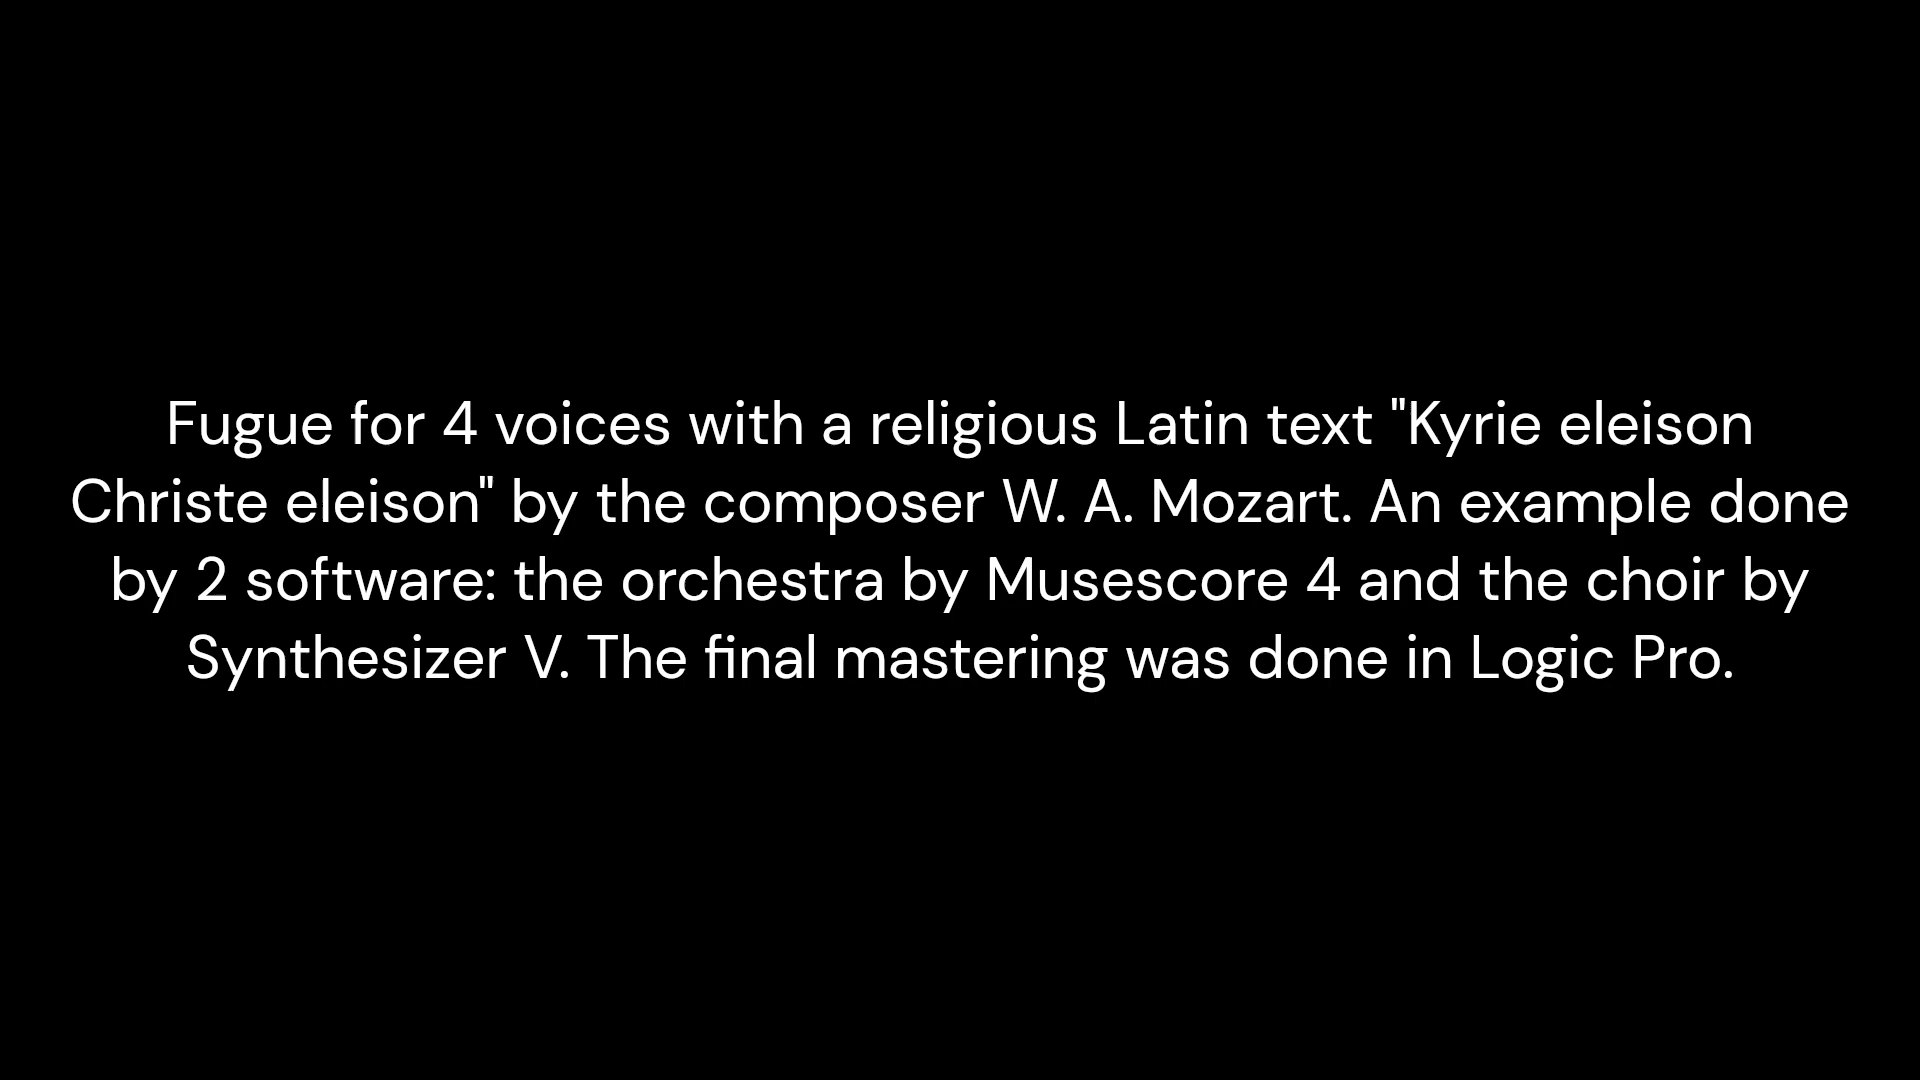 Fugue for 4 voices with a religious Latin text "Kyrie eleison
Christe eleison" by the composer W. A. Mozart. An example done
by 2 software: the orchestra by Musescore 4 and the choir by
Synthesizer V. The final mastering was done in Logic Pro.